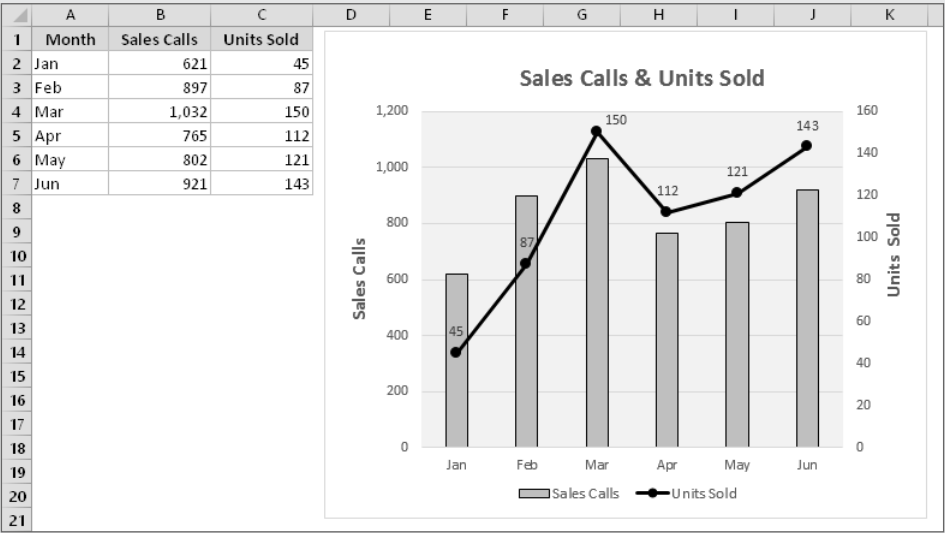 A B C D E F G H I J K
1 Month Sales Calls Units Sold
2 Jan 621 45
3 Feb 897 87
4 Mar 1,032 150
5 Apr 765 112
6 May 802 121
7 Jun 921 143
8
9
10
11
12
13
14
15
16
17
18
19
20
21
Sales Calls & Units Sold
1,200
1,000
800
600
400
200
0
Sales Calls
45
87
150
112
121
143
160
140
120
100
80
60
40
20
0
Units Sold
Jan Feb Mar Apr May Jun
Sales Calls Units Sold